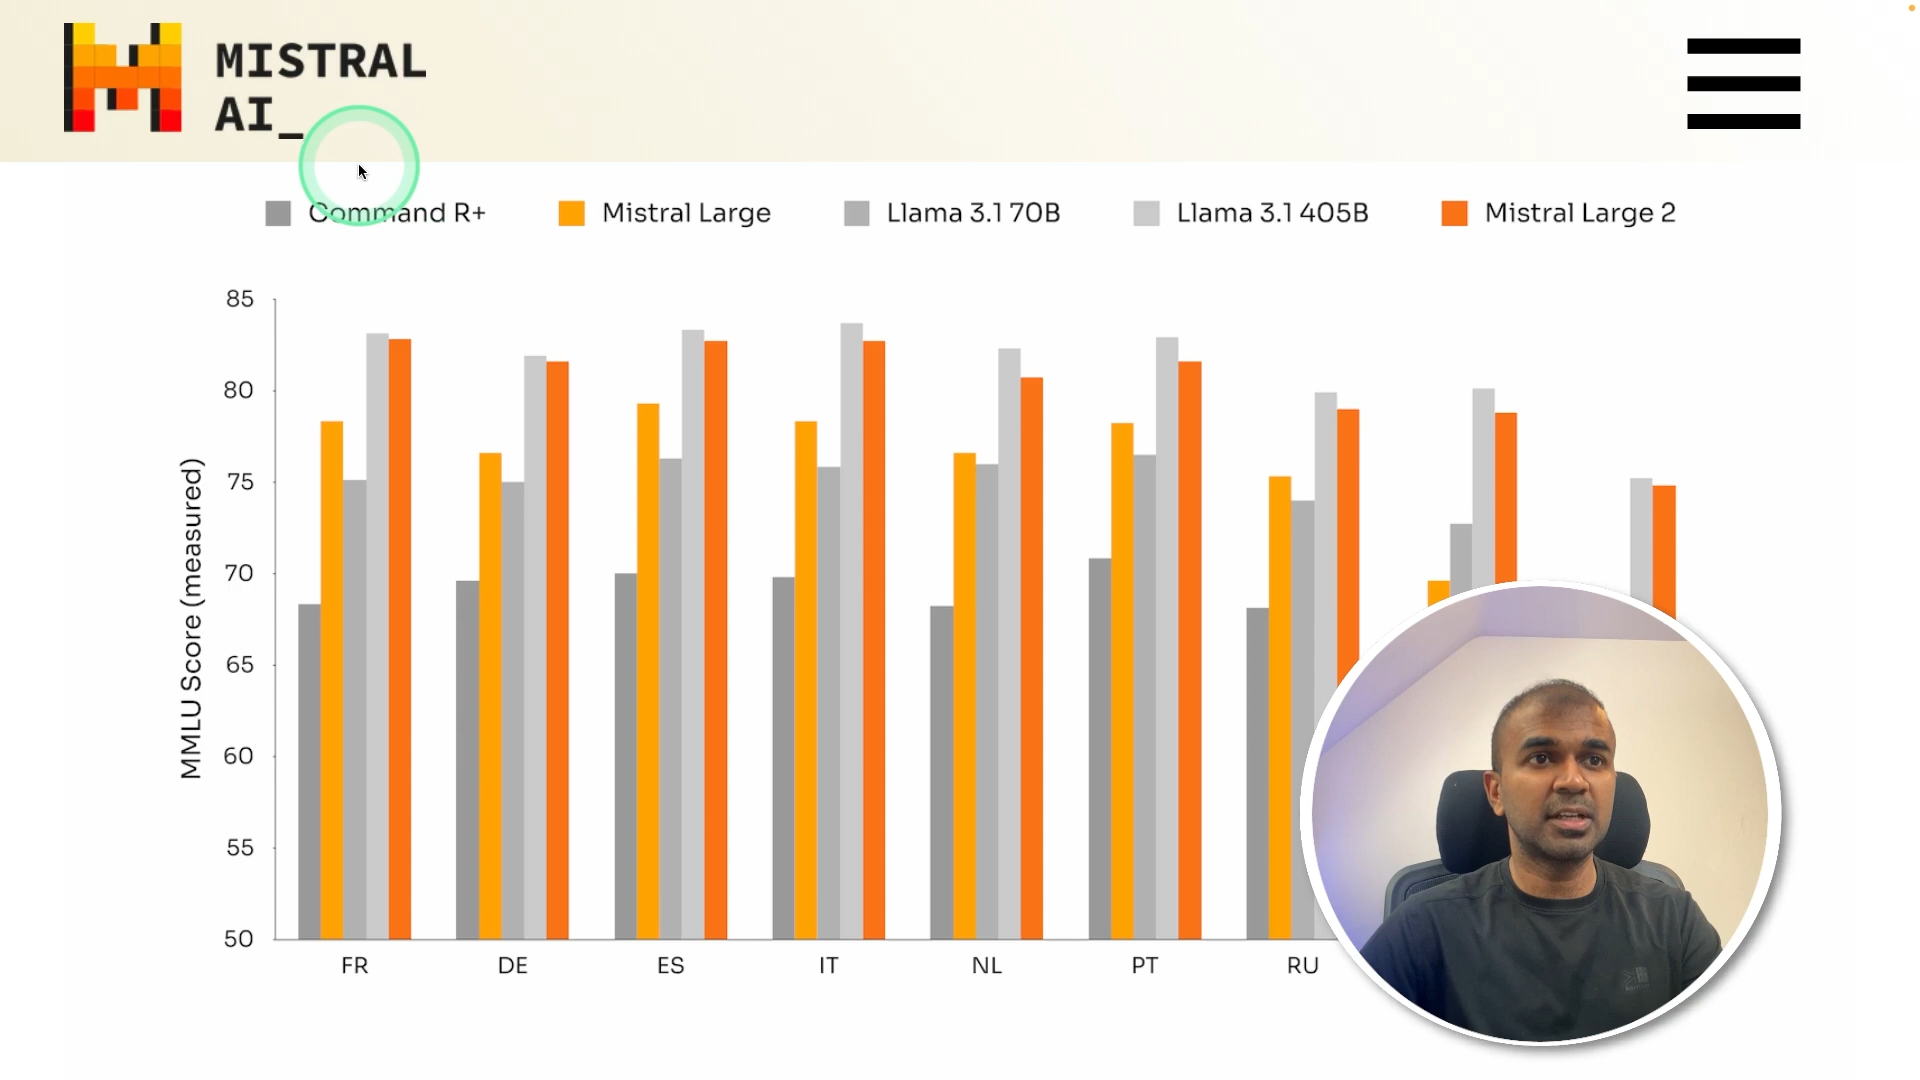 MISTRAL
AI_
Command R+ Mistral Large Llama 3.1 70B Llama 3.1 405B Mistral Large 2
85
80
75
70
65
60
55
50
MMLU Score (measured)
FR DE ES IT NL PT RU